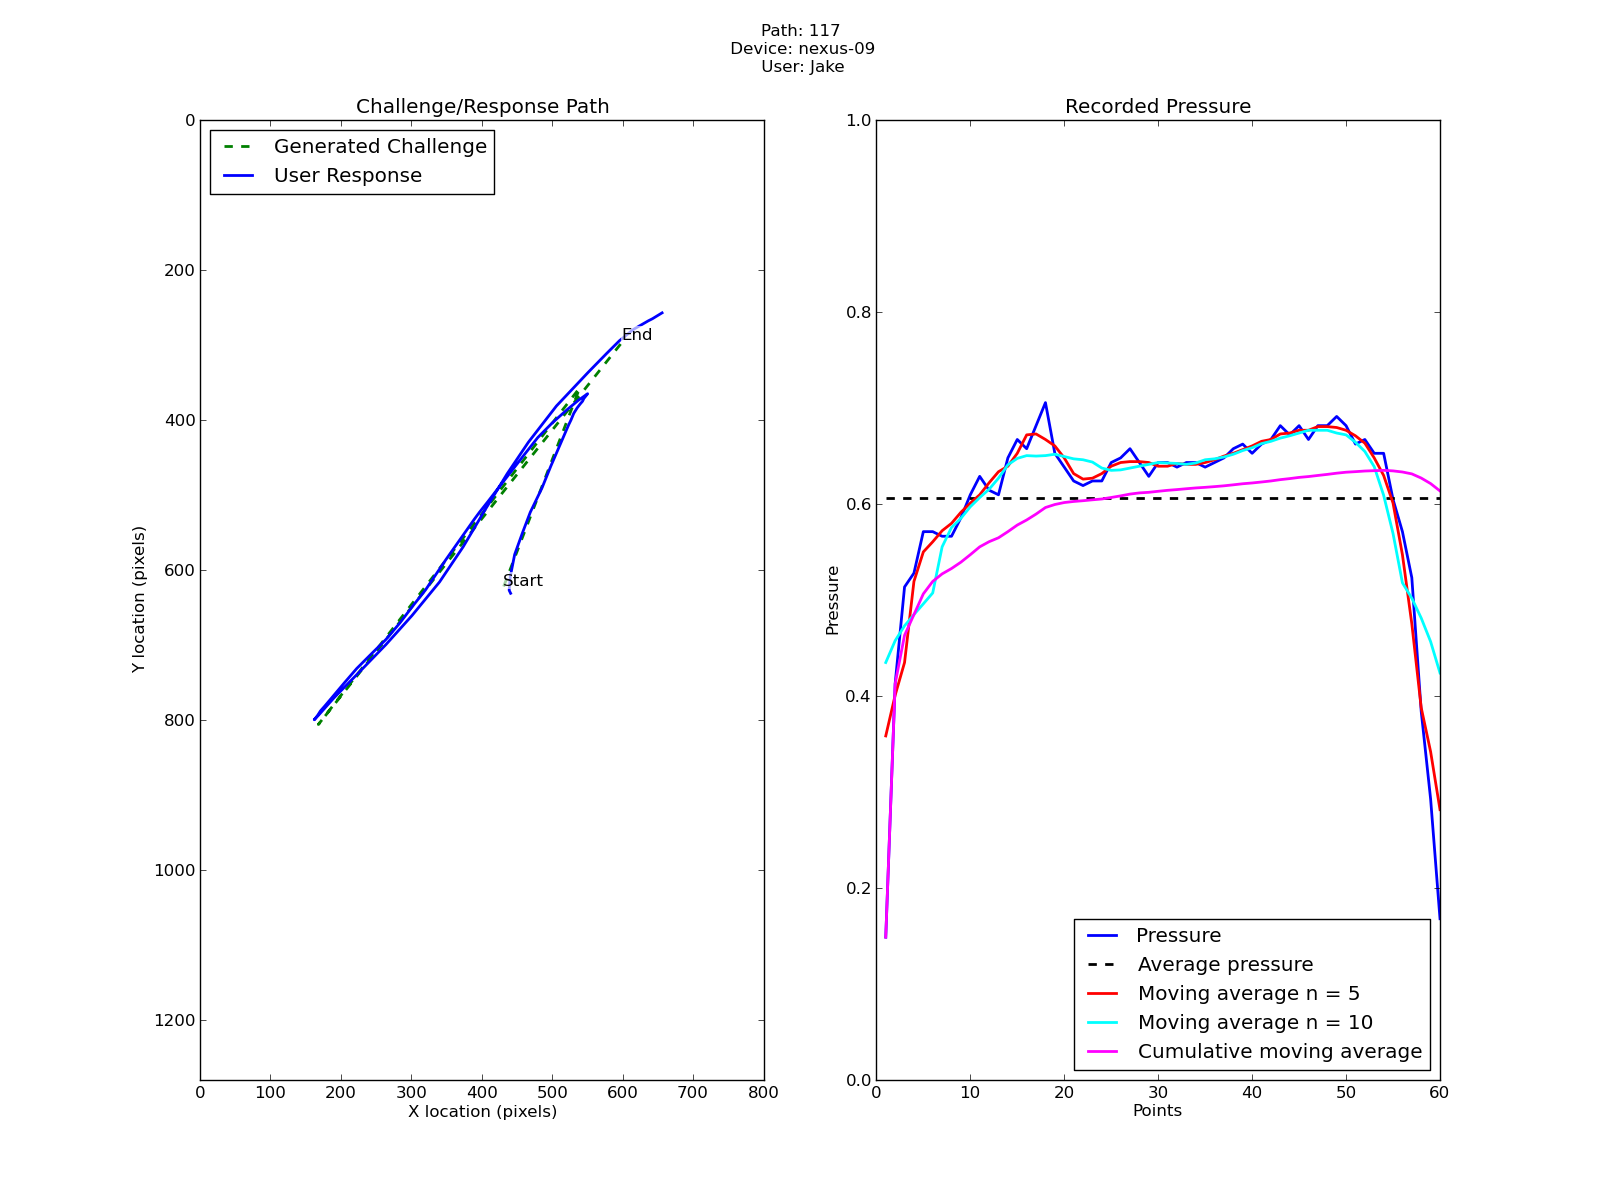 Path: 117
Device: nexus-09
User: Jake
Challenge/Response Path
Generated Challenge
User Response
0
200
400
600
800
1000
1200
Y location (pixels)
End
Start
0 100 200 300 400 500 600 700 800
X location (pixels)
Recorded Pressure
1.0
0.8
0.6
0.4
0.2
0.0
Pressure
Pressure
Average pressure
Moving average n = 5
Moving average n = 10
Cumulative moving average
0 10 20 30 40 50 60
Points